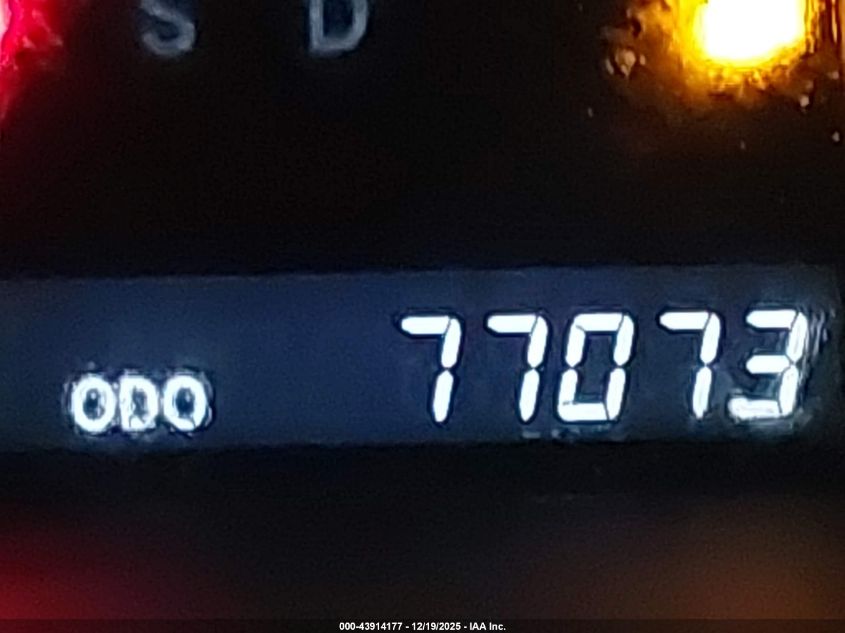 S D
ODO 77073
000-43914177 - 12/19/2025 - IAA Inc.